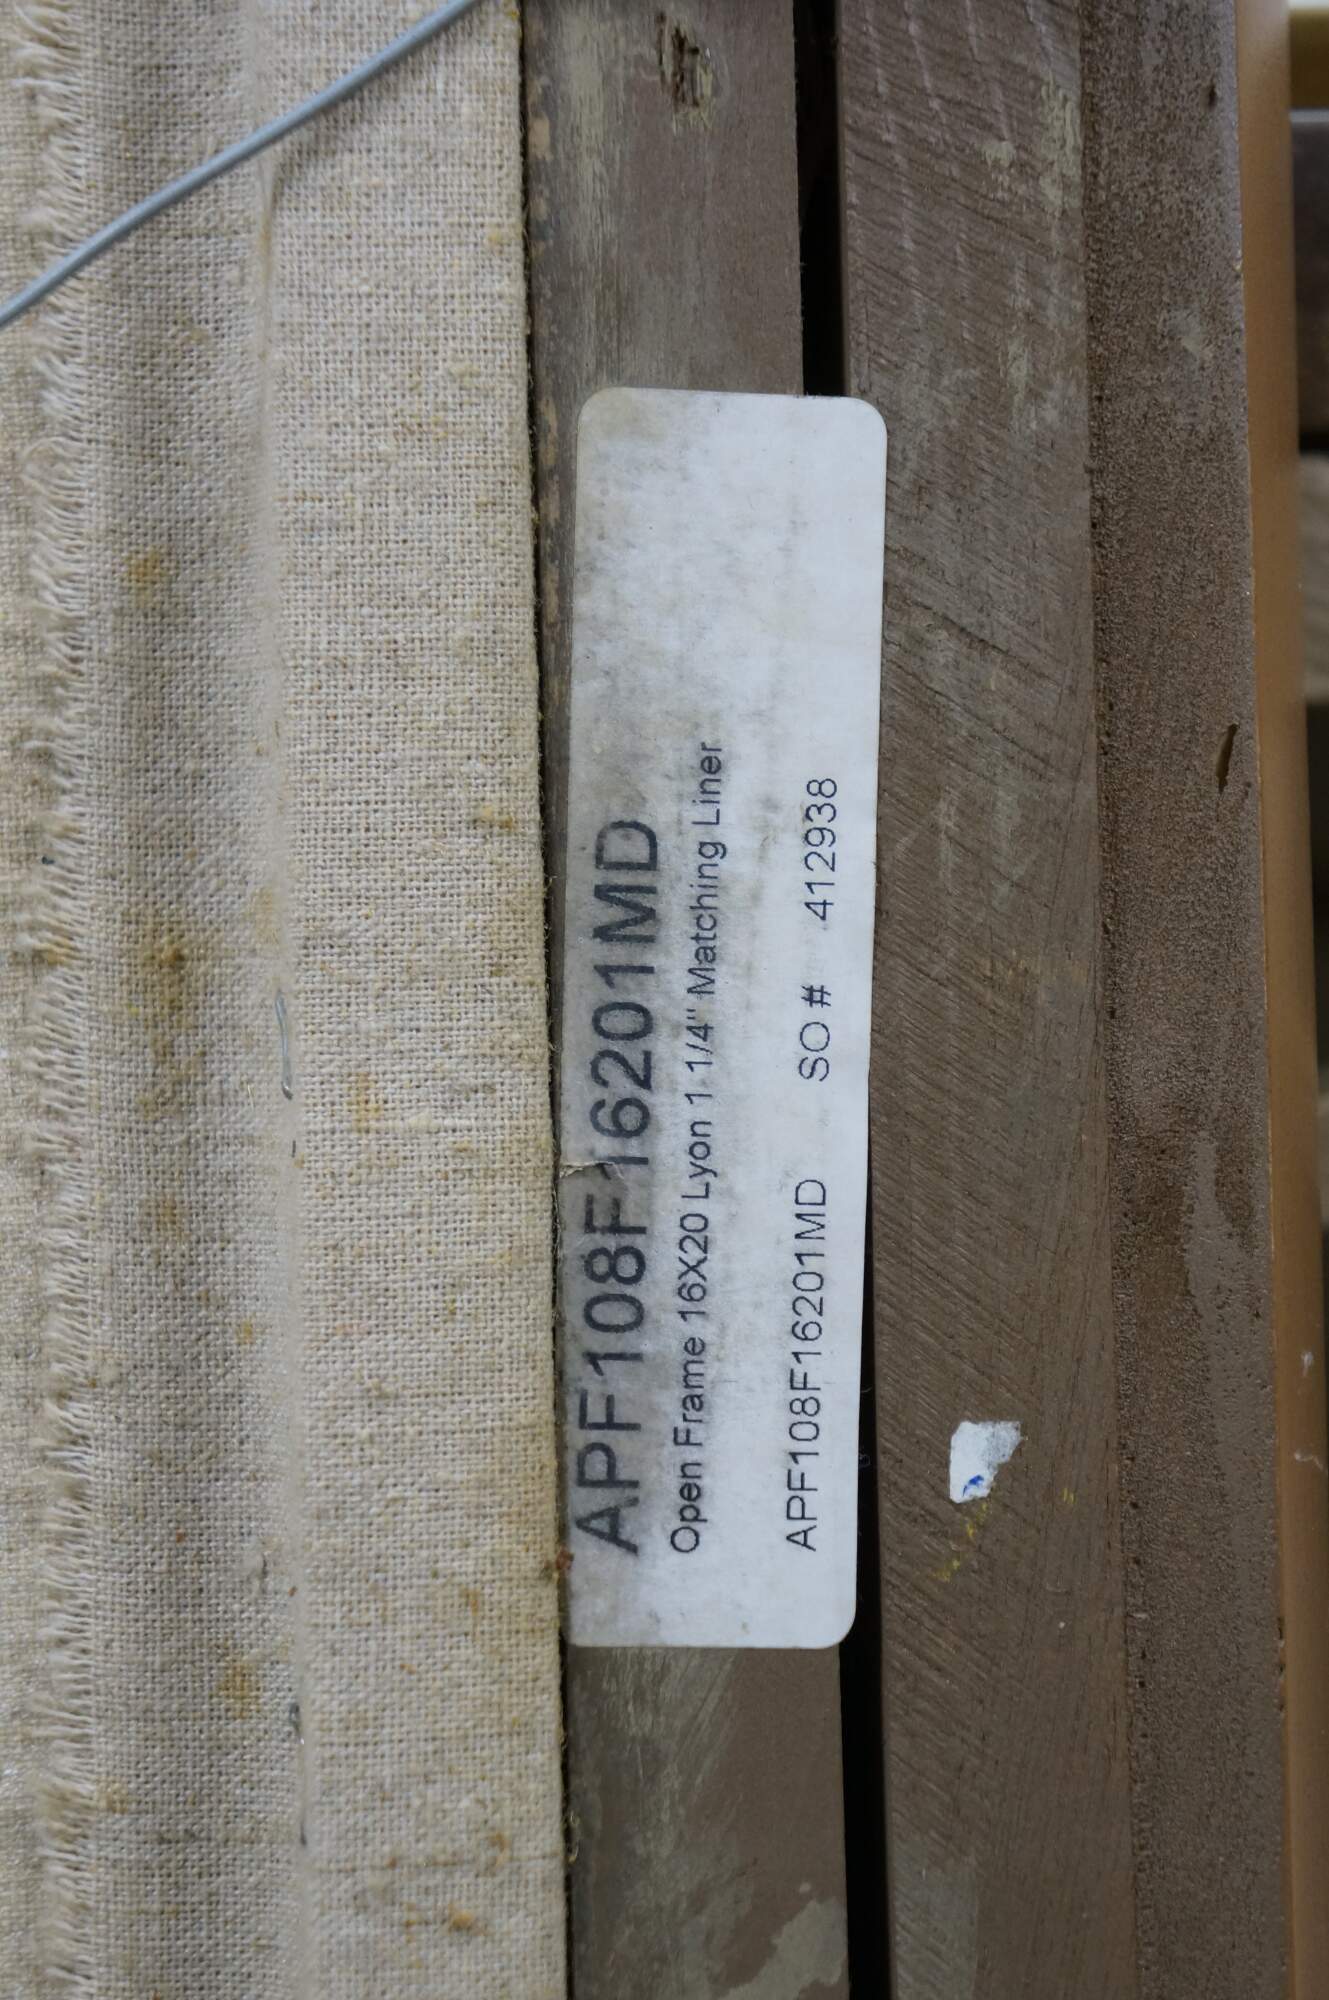 APF108F16201MD
Open Frame 16X20 Lyon 1 1/4" Matching Liner
APF108F16201MD SO # 412938